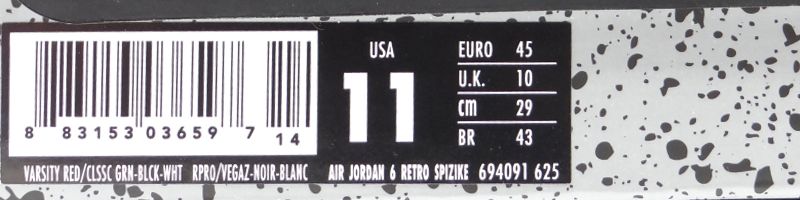 USA
11
EURO 45
U.K. 10
cm 29
BR 43
8 83153 03659 7 14
VARSITY RED/CLSSC GRN-BLCK-WHT RPRO/VEGAZ-NOIR-BLANC AIR JORDAN 6 RETRO SPIZIKE 694091 625